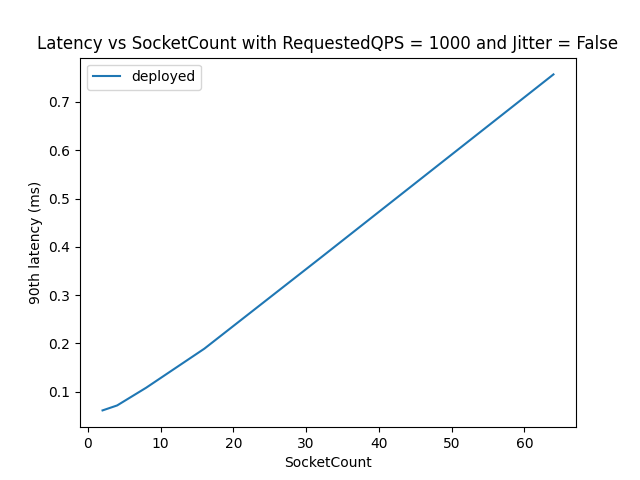 Latency vs SocketCount with RequestedQPS = 1000 and Jitter = False
deployed
0.7
0.6
0.5
0.4
0.3
0.2
0.1
90th latency (ms)
0 10 20 30 40 50 60
SocketCount